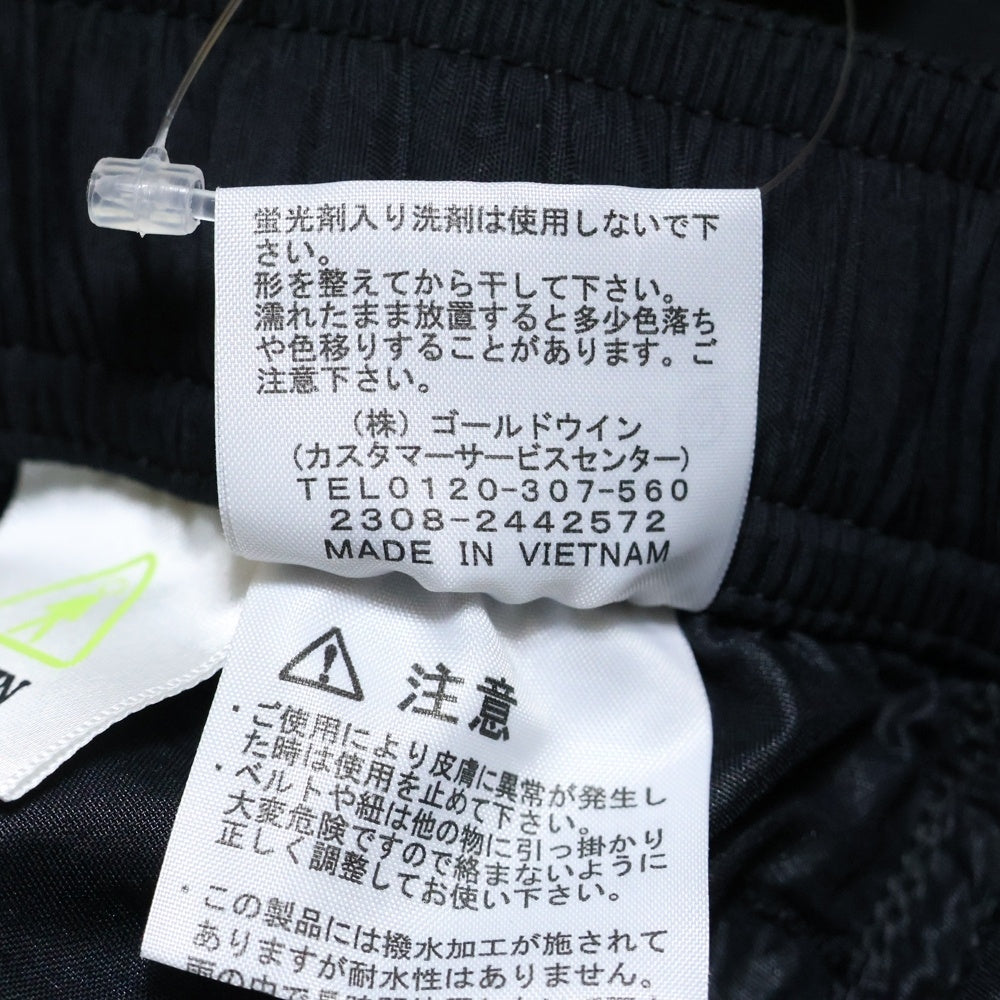 蛍光剤入り洗剤は使用しないで下
さい。
形を整えてから干して下さい。
濡れたまま放置すると多少色落ち
や色移りすることがあります。ご
注意下さい。
（株）ゴールドウイン
(カスタマーサービスセンター)
TEL0120-307-560
2308-2442572
MADE IN VIETNAM
注意
・ご使用により皮膚に異常が発生し
た時は使用を止めて下さい。
・ベルトや紐は他の物に引っ掛かり
大変危険ですので絡まないように
正しく調整してお使い下さい。
・この製品には撥水加工が施されて
ありますが耐水性はありません。
雨の中で長時間